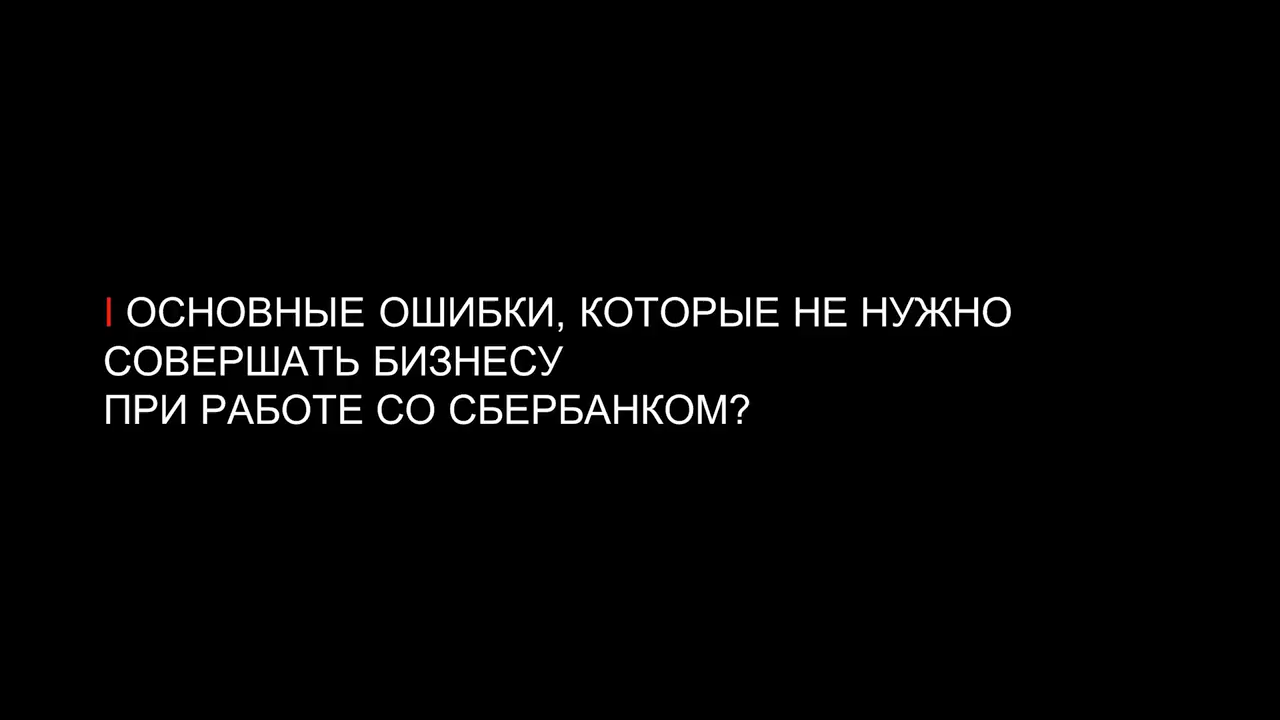 | ОСНОВНЫЕ ОШИБКИ, КОТОРЫЕ НЕ НУЖНО
СОВЕРШАТЬ БИЗНЕСУ
ПРИ РАБОТЕ СО СБЕРБАНКОМ?